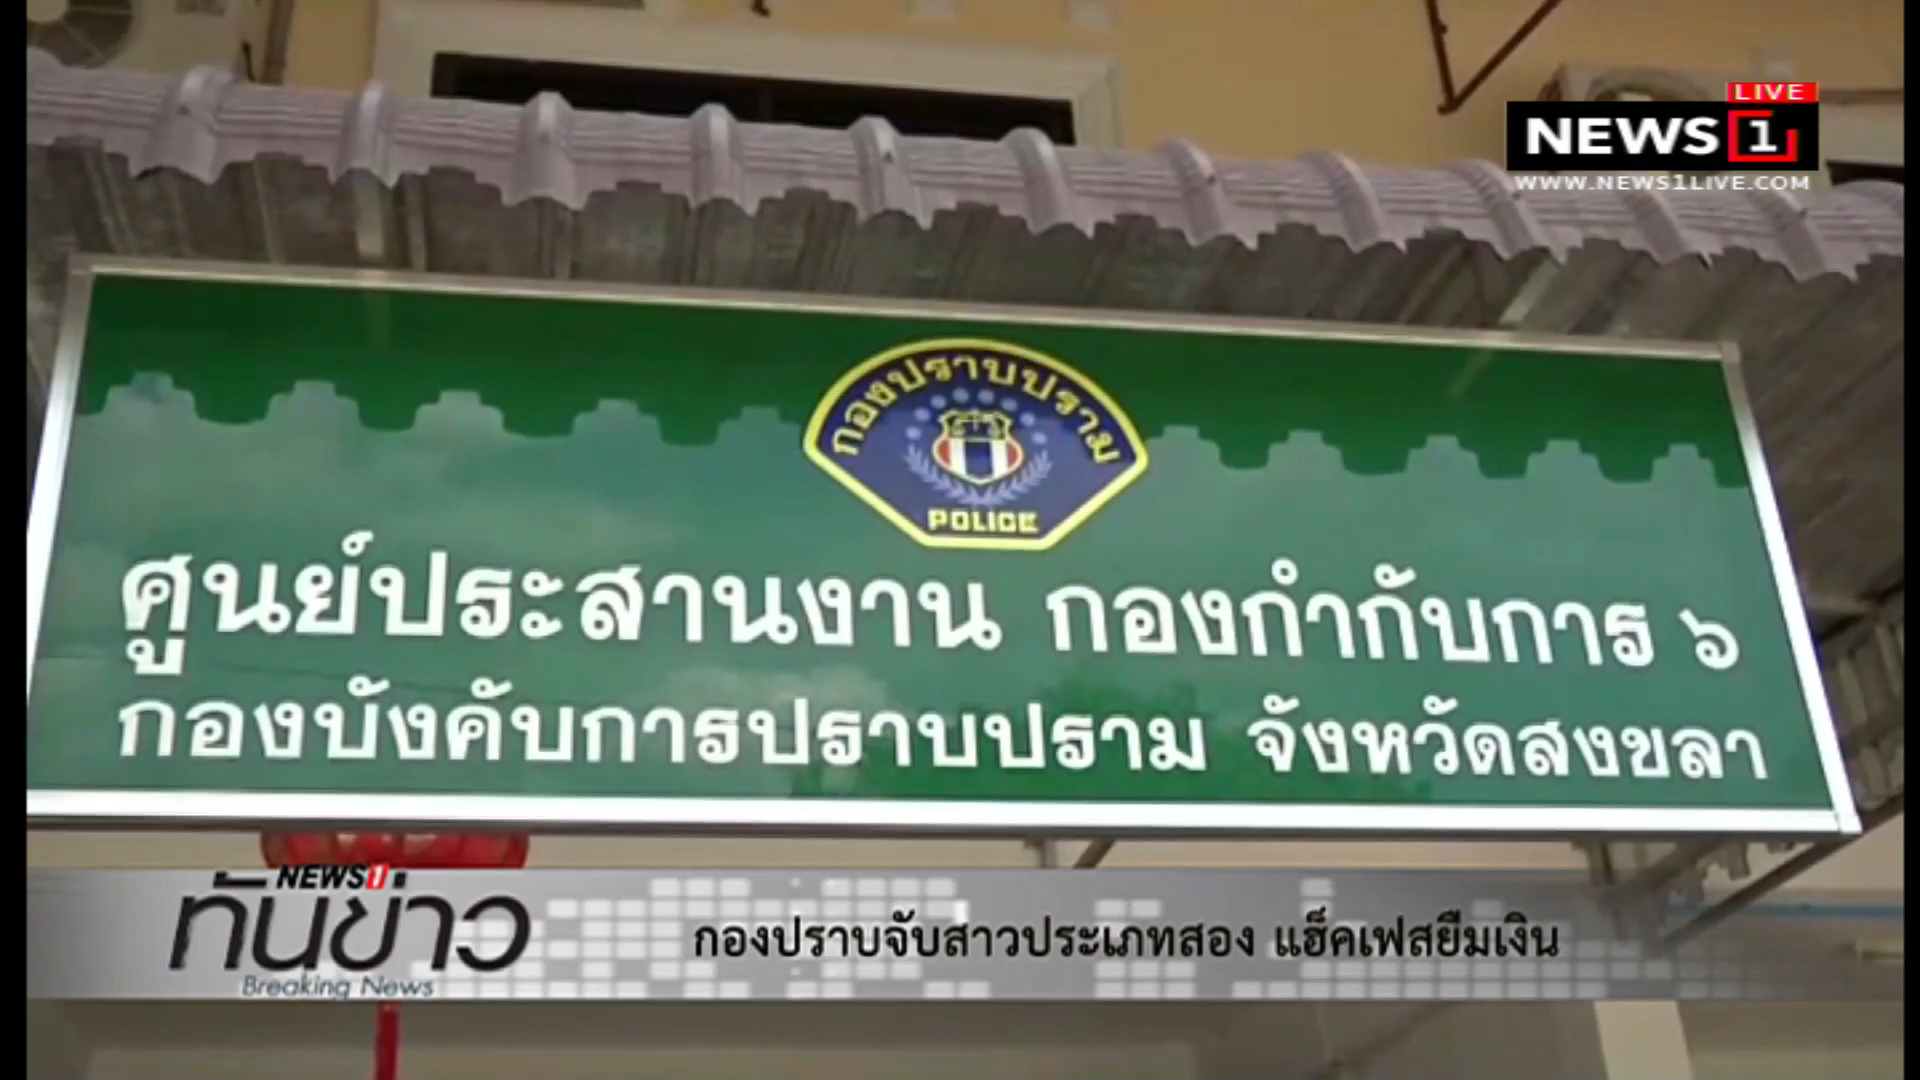 LIVE
NEWS 1
WWW.NEWS1LIVE.COM
กองปราบปราม
POLICE
ศูนย์ประสานงาน กองกำกับการ ๖
กองบังคับการปราบปราม จังหวัดสงขลา
NEWS1
ทันข่าว
Breaking News
กองปราบจับสาวประเภทสอง แฮ็คเฟสยืมเงิน